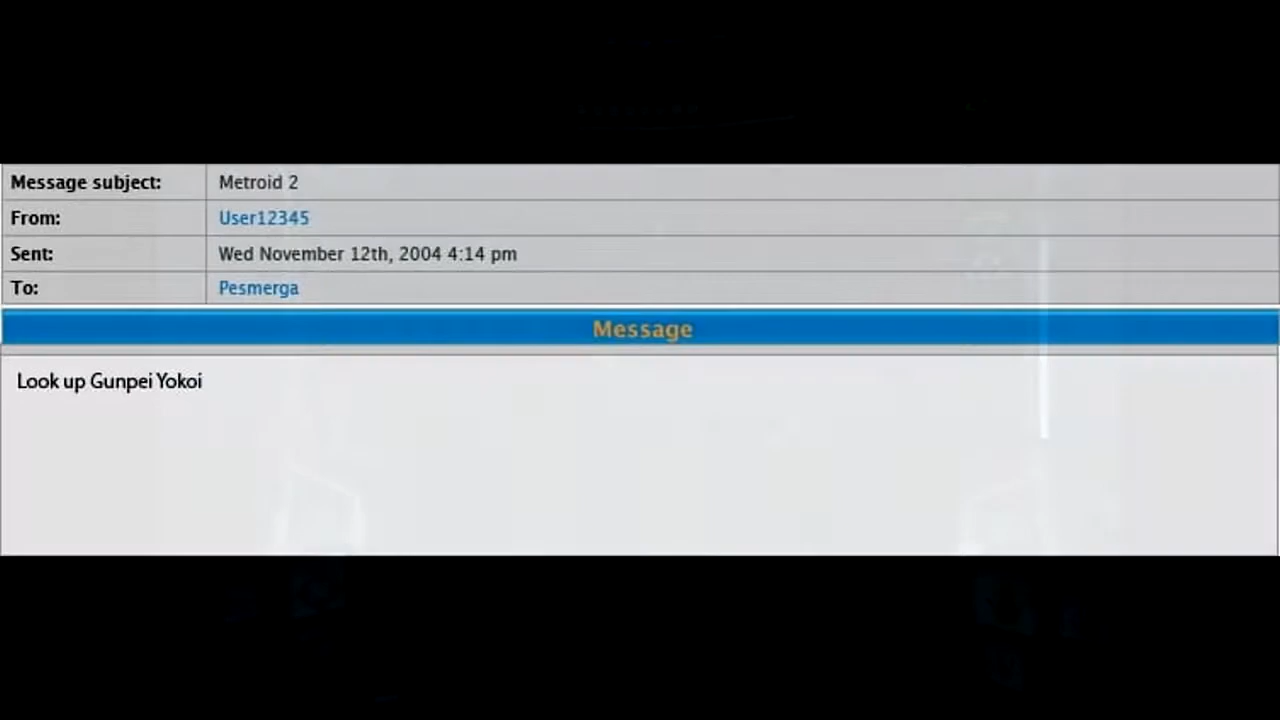 Message subject: Metroid 2
From: User12345
Sent: Wed November 12th, 2004 4:14 pm
To: Pesmerga
Message
Look up Gunpei Yokoi